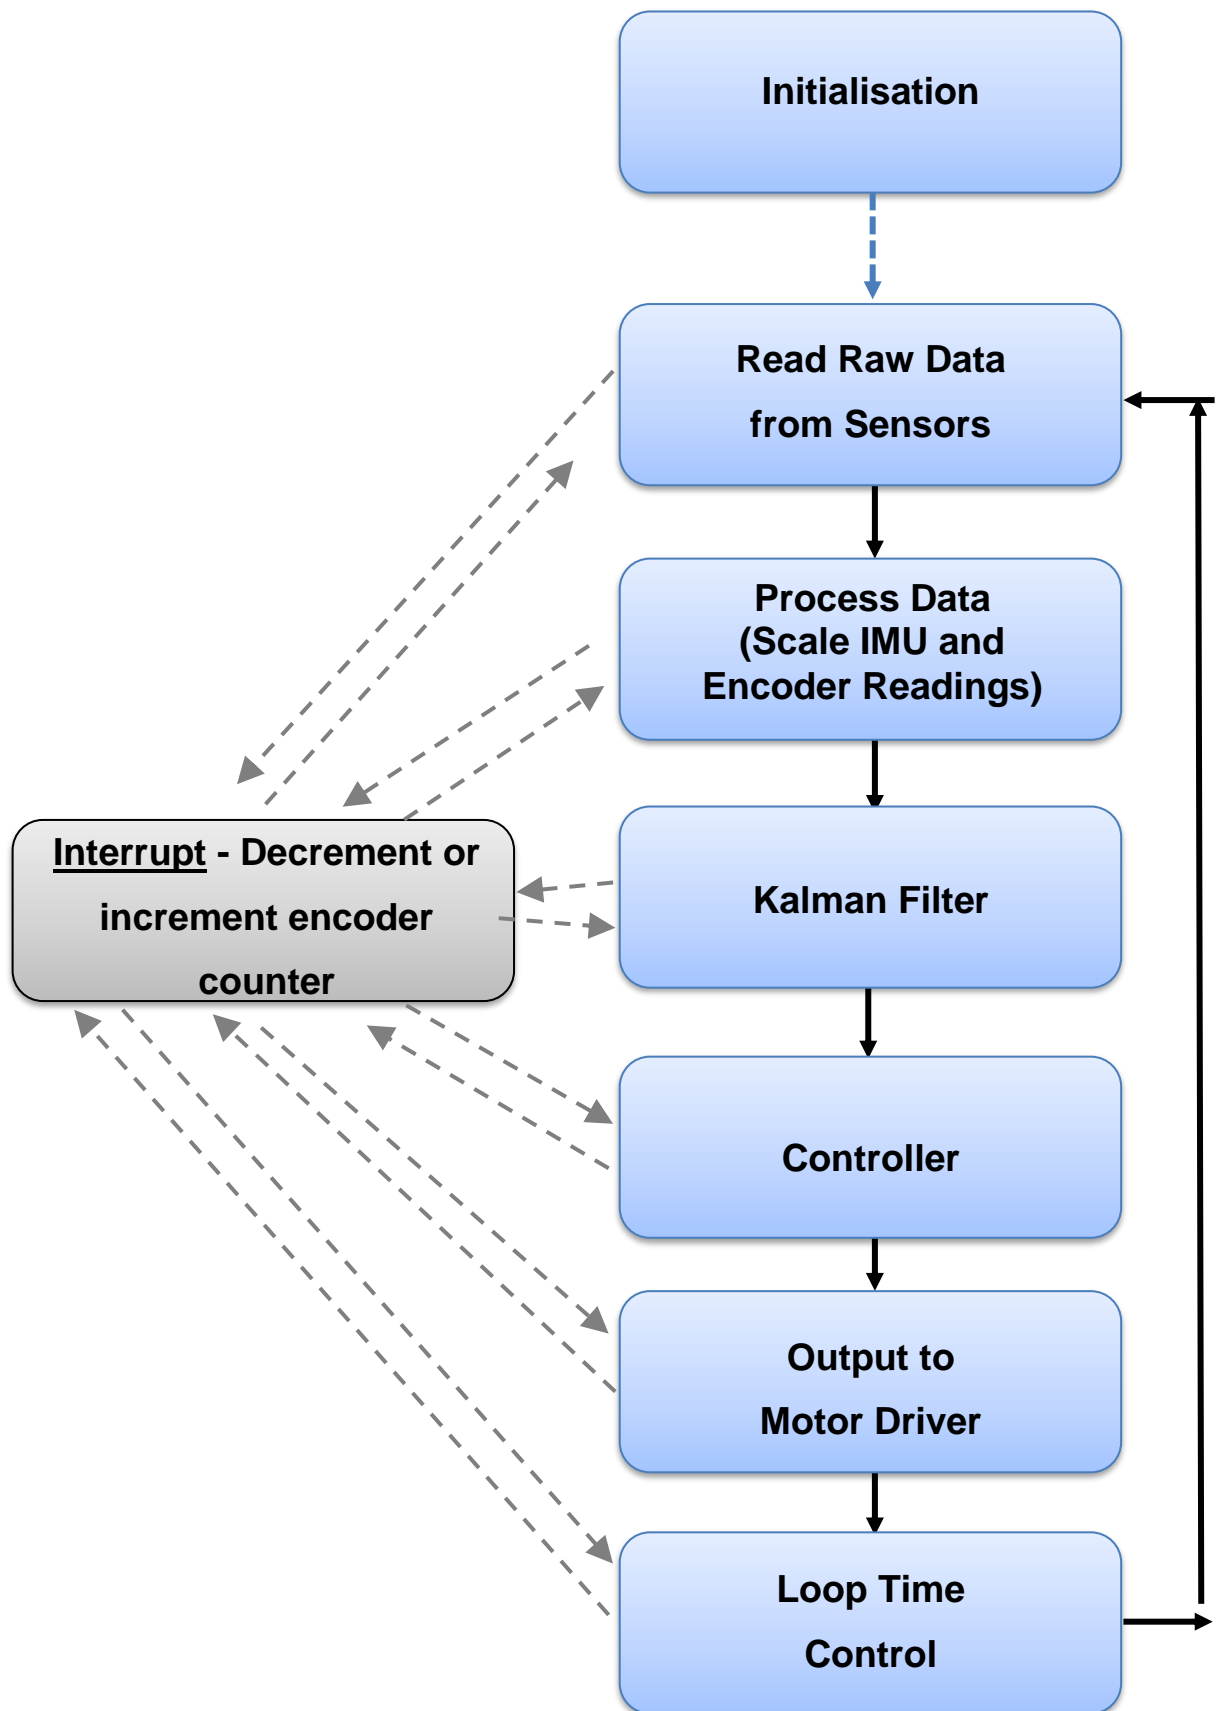 Initialisation
Read Raw Data
from Sensors
Process Data
(Scale IMU and
Encoder Readings)
Interrupt - Decrement or
increment encoder
counter
Kalman Filter
Controller
Output to
Motor Driver
Loop Time
Control